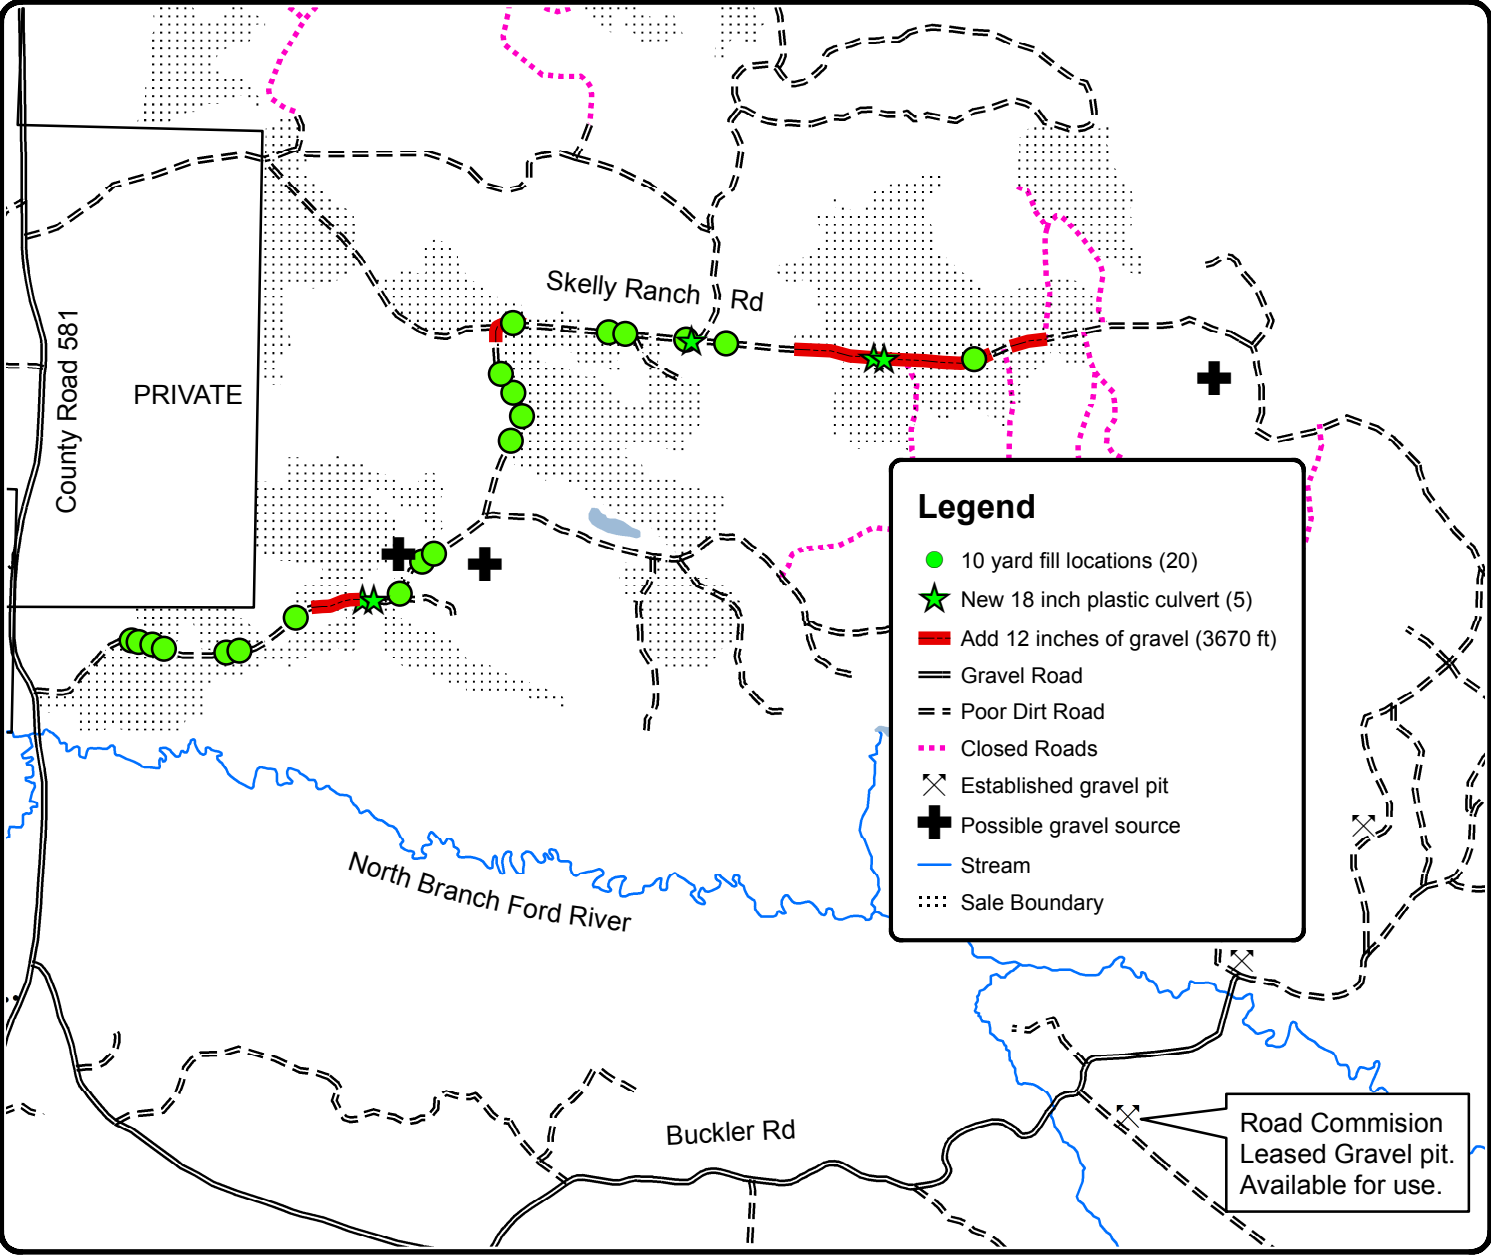 Skelly Ranch Rd
County Road 581
PRIVATE
Legend
10 yard fill locations (20)
New 18 inch plastic culvert (5)
Add 12 inches of gravel (3670 ft)
Gravel Road
Poor Dirt Road
Closed Roads
Established gravel pit
Possible gravel source
Stream
Sale Boundary
North Branch Ford River
Buckler Rd
Road Commision
Leased Gravel pit.
Available for use.